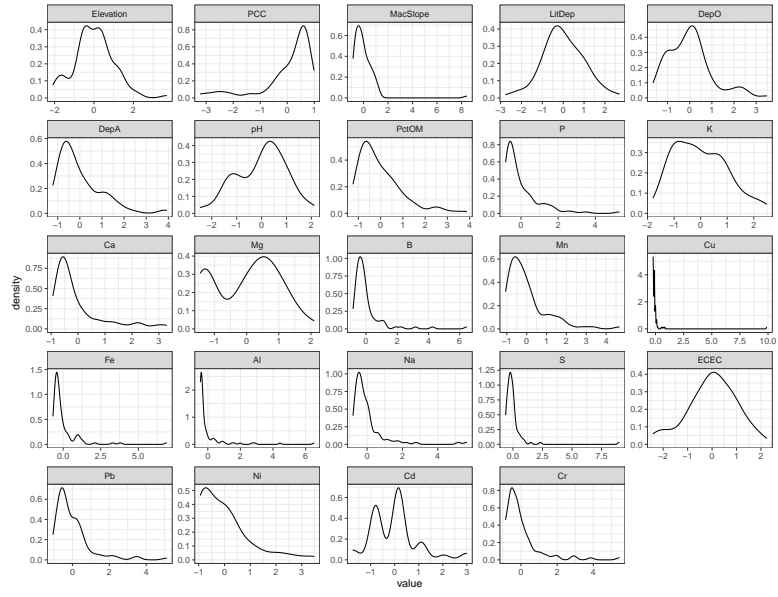 Elevation PCC MacSlope LitDep DepO
0.4 0.3 0.2 0.1 0.0
−2 0 2
0.8 0.6 0.4 0.2 0.0
−3 −2 −1 0 1
0.6 0.4 0.2 0.0
0 2 4 6 8
0.4 0.3 0.2 0.1 0.0
−3 −2 −1 0 1 2
0.4 0.3 0.2 0.1 0.0
−1 0 1 2 3
DepA pH PctOM P K
0.6 0.4 0.2 0.0
−1 0 1 2 3 4
0.4 0.3 0.2 0.1 0.0
−2 −1 0 1 2
0.4 0.2 0.0
−1 0 1 2 3 4
0.8 0.6 0.4 0.2 0.0
0 2 4
0.3 0.2 0.1 0.0
−2 −1 0 1 2
Ca Mg B Mn Cu
0.75 0.50 0.25 0.00
−1 0 1 2 3
0.4 0.3 0.2 0.1 0.0
−1 0 1 2
1.00 0.75 0.50 0.25 0.00
0 2 4 6
0.6 0.4 0.2 0.0
−1 0 1 2 3 4
4 2 0
0.0 2.5 5.0 7.5 10.0
density
Fe Al Na S ECEC
1.5 1.0 0.5 0.0
0.0 2.5 5.0
2 1 0
0 2 4 6
1.00 0.75 0.50 0.25 0.00
0 2 4
1.25 1.00 0.75 0.50 0.25 0.00
0.0 2.5 5.0 7.5
0.4 0.3 0.2 0.1 0.0
−2 −1 0 1 2
Pb Ni Cd Cr
0.6 0.4 0.2 0.0
0 2 4
0.5 0.4 0.3 0.2 0.1 0.0
−1 0 1 2 3
0.6 0.4 0.2 0.0
−1 0 1 2 3
0.8 0.6 0.4 0.2 0.0
0 2 4
value